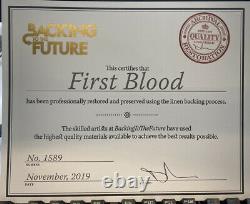 BACKING
FUTURE
ARCHIVAL
QUALITY
RESTORATION
This certifies that
First Blood
has been professionally restored and preserved using the linen backing process.
The skilled artists at BackingToTheFuture have used
the highest quality materials available to achieve the best results possible.
No. 1589
November, 2019
DATE